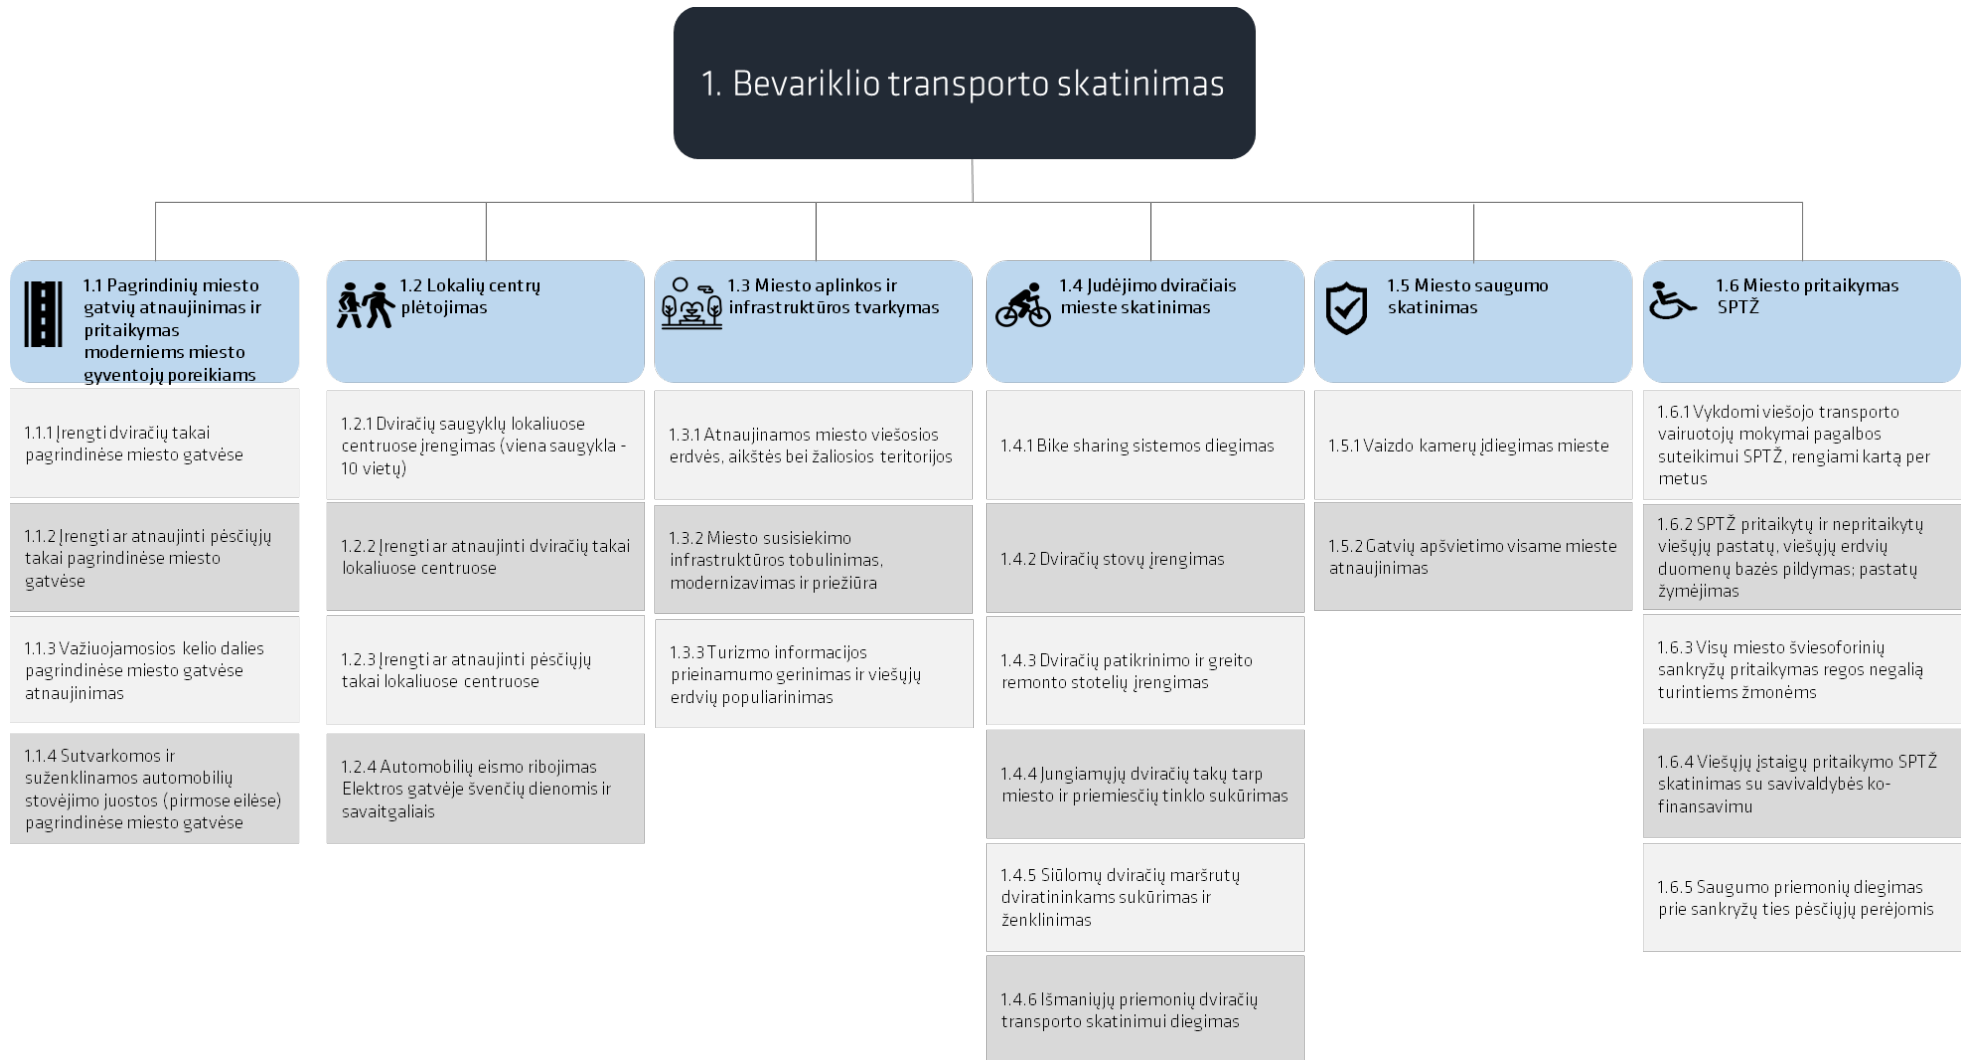 1. Bevariklio transporto skatinimas
1.1 Pagrindinių miesto
gatvių atnaujinimas ir
pritaikymas
moderniems miesto
gyventojų poreikiams
1.1.1 Įrengti dviračių takai
pagrindinėse miesto gatvėse
1.1.2 Įrengti ar atnaujinti pėsčiųjų
takai pagrindinėse miesto
gatvėse
1.1.3 Važiuojamosios kelio dalies
pagrindinėse miesto gatvėse
atnaujinimas
1.1.4 Sutvarkomos ir
suženklinamos automobilių
stovėjimo juostos (pirmose eilėse)
pagrindinėse miesto gatvėse
1.2 Lokalių centrų
plėtojimas
1.2.1 Dviračių saugyklų lokaliuose
centruose įrengimas (viena saugykla -
10 vietų)
1.2.2 Įrengti ar atnaujinti dviračių takai
lokaliuose centruose
1.2.3 Įrengti ar atnaujinti pėsčiųjų
takai lokaliuose centruose
1.2.4 Automobilių eismo ribojimas
Elektros gatvėje švenčių dienomis ir
savaitgaliais
1.3 Miesto aplinkos ir
infrastruktūros tvarkymas
1.3.1 Atnaujinamos miesto viešosios
erdvės, aikštės bei žaliosios teritorijos
1.3.2 Miesto susisiekimo
infrastruktūros tobulinimas,
modernizavimas ir priežiūra
1.3.3 Turizmo informacijos
prieinamumo gerinimas ir viešųjų
erdvių populiarinimas
1.4 Judėjimo dviračiais
mieste skatinimas
1.4.1 Bike sharing sistemos diegimas
1.4.2 Dviračių stovų įrengimas
1.4.3 Dviračių patikrinimo ir greito
remonto stotelių įrengimas
1.4.4 Jungiamųjų dviračių takų tarp
miesto ir priemiesčių tinklo sukūrimas
1.4.5 Siūlomų dviračių maršrutų
dviratininkams sukūrimas ir
ženklinimas
1.4.6 Išmaniųjų priemonių dviračių
transporto skatinimui diegimas
1.5 Miesto saugumo
skatinimas
1.5.1 Vaizdo kamerų įdiegimas mieste
1.5.2 Gatvių apšvietimo visame mieste
atnaujinimas
1.6 Miesto pritaikymas
SPTŽ
1.6.1 Vykdomi viešojo transporto
vairuotojų mokymai pagalbos
suteikimui SPTŽ, rengiami kartą per
metus
1.6.2 SPTŽ pritaikytų ir nepritaikytų
viešųjų pastatų, viešųjų erdvių
duomenų bazės pildymas; pastatų
žymėjimas
1.6.3 Visų miesto šviesoforinių
sankryžų pritaikymas regos negalią
turintiems žmonėms
1.6.4 Viešųjų įstaigų pritaikymo SPTŽ
skatinimas su savivaldybės ko-
finansavimu
1.6.5 Saugumo priemonių diegimas
prie sankryžų ties pėsčiųjų perėjomis